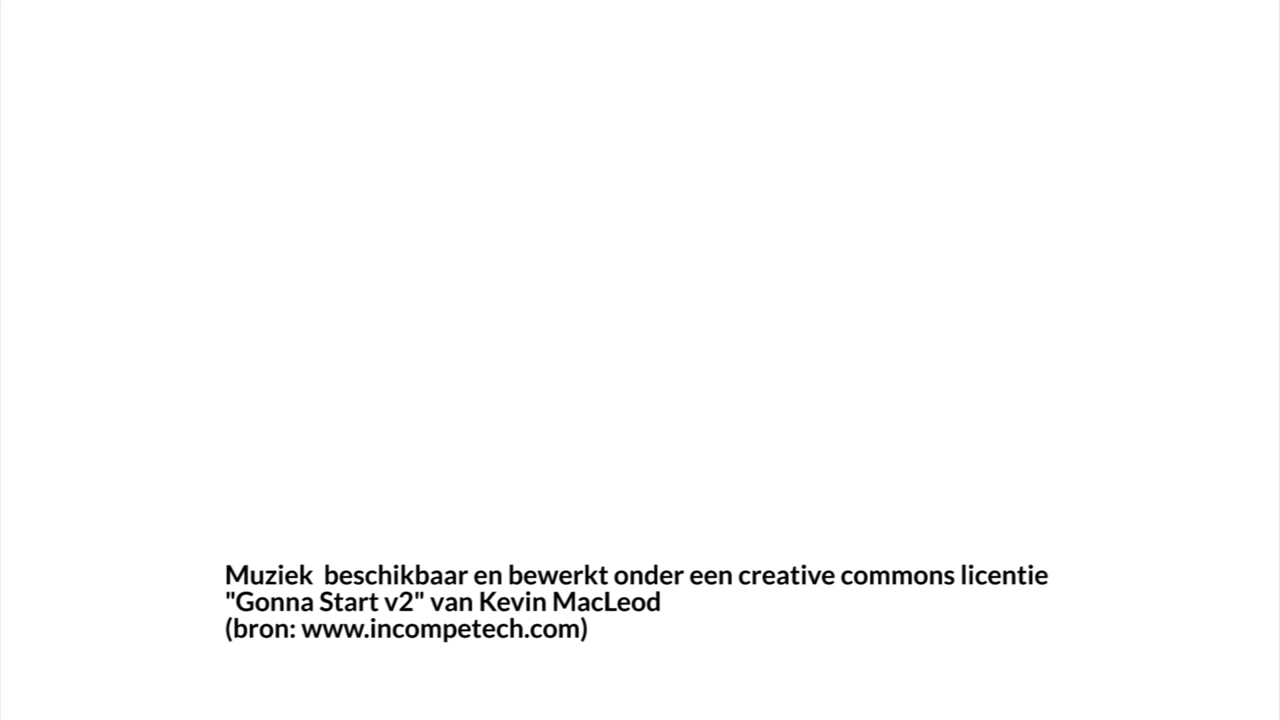 Muziek  beschikbaar en bewerkt onder een creative commons licentie
"Gonna Start v2" van Kevin MacLeod
(bron: www.incompetech.com)